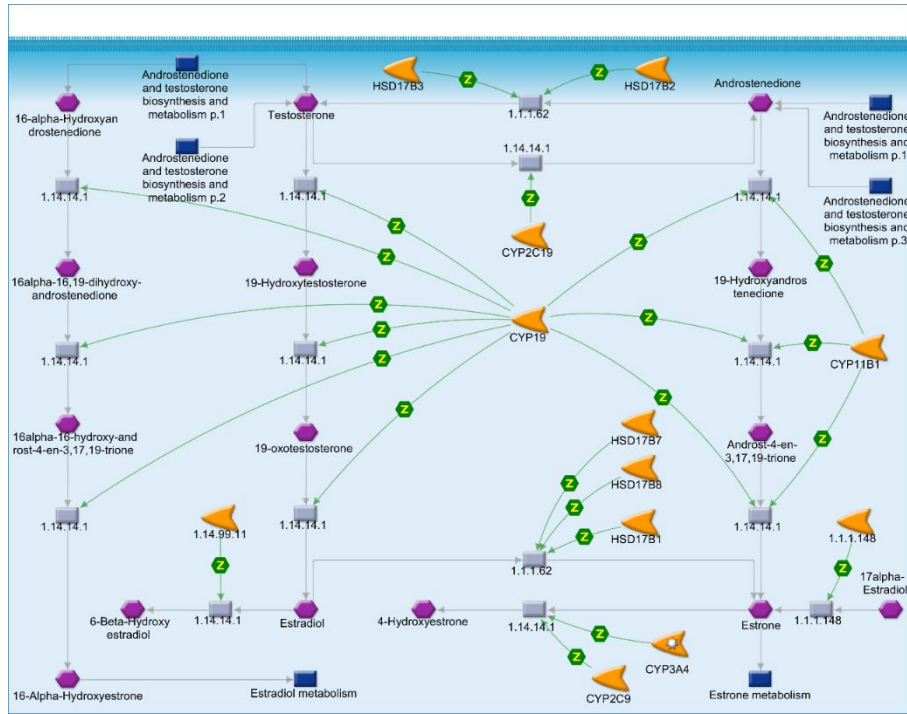 Z
Z
HSD17B3
HSD17B2
Androstenedione
and testosterone
biosynthesis and
metabolism p.1
Androstenedione
16-alpha-Hydroxyan
drostenedione
Testosterone
1.1.1.62
Androstenedione
and testosterone
biosynthesis and
metabolism p.1
1.14.14.1
Androstenedione
and testosterone
biosynthesis and
metabolism p.2
1.14.14.1
1.14.14.1
Z
Z
Z
Z
1.14.14.1
Androstenedione
and testosterone
biosynthesis and
metabolism p.3
CYP2C19
Z
Z
Z
16alpha-16,19-dihydroxy-
androstenedione
19-Hydroxytestosterone
19-Hydroxyandros
tenedione
Z
Z
Z
CYP19
Z
1.14.14.1
1.14.14.1
1.14.14.1
CYP11B1
Z
Z
Z
Z
16alpha-16-hydroxy-and
rost-4-en-3,17,19-trione
19-oxotestosterone
HSD17B7
Androst-4-en-
3,17,19-trione
Z
HSD17B8
Z
1.14.14.1
1.14.99.11
1.14.14.1
HSD17B1
1.14.14.1
1.1.1.148
Z
Z
Z
1.1.1.62
Z
17alpha-
Estradiol
6-Beta-Hydroxy
estradiol
1.14.14.1
Estradiol
4-Hydroxyestrone
1.14.14.1
Estrone
1.1.1.148
Z
Z
CYP3A4
16-Alpha-Hydroxyestrone
Estradiol metabolism
CYP2C9
Estrone metabolism